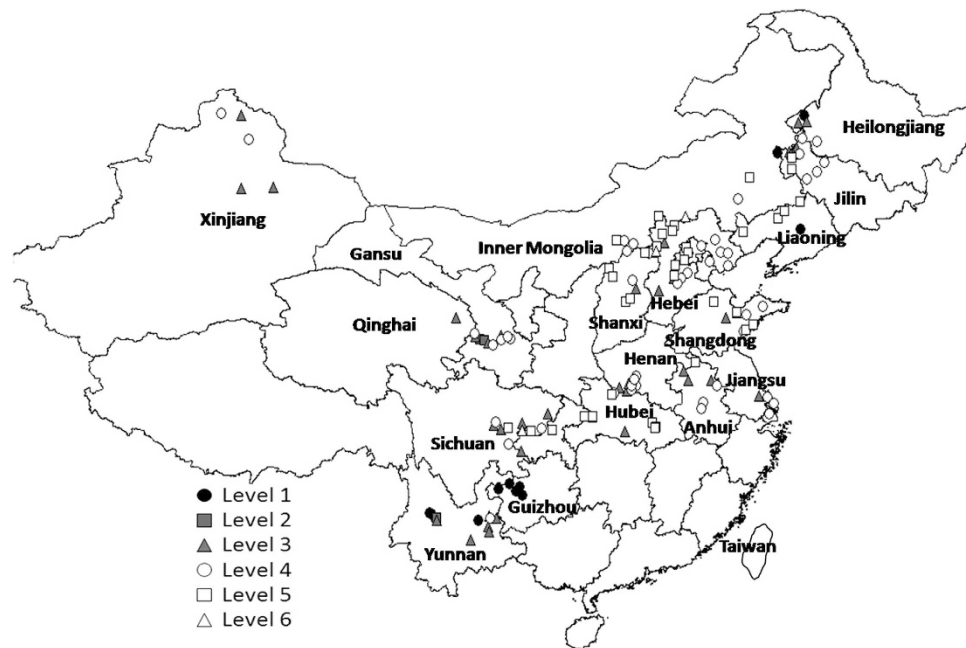 Heilongjiang
Jilin
Xinjiang
Liaoning
Inner Mongolia
Gansu
Hebei
Qinghai
Shanxi
Shangdong
Henan
Jiangsu
Hubei
Anhui
Sichuan
Level 1
Guizhou
Level 2
Level 3
Taiwan
Yunnan
Level 4
Level 5
Level 6